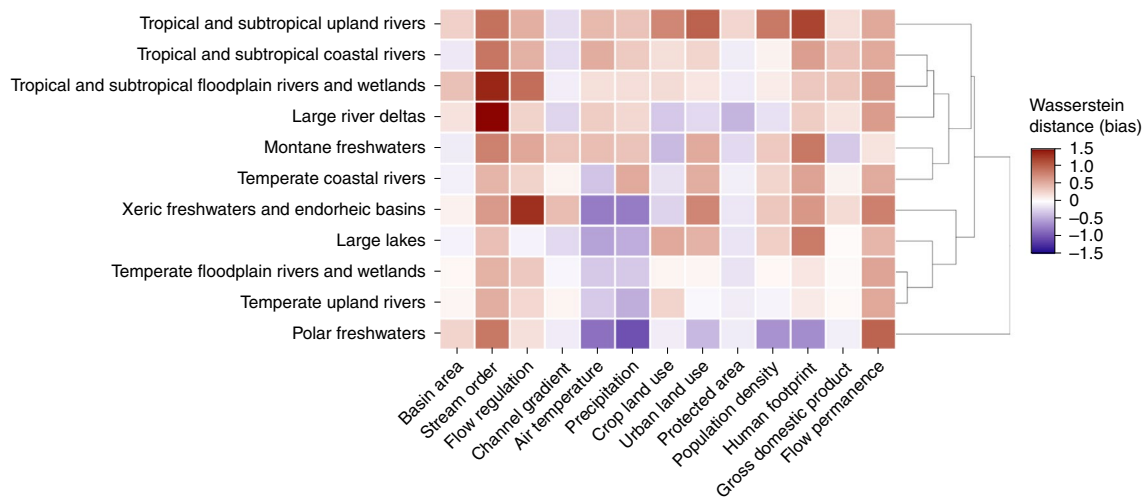 Tropical and subtropical upland rivers
Tropical and subtropical coastal rivers
Tropical and subtropical floodplain rivers and wetlands
Large river deltas
Montane freshwaters
Temperate coastal rivers
Xeric freshwaters and endorheic basins
Large lakes
Temperate floodplain rivers and wetlands
Temperate upland rivers
Polar freshwaters
Basin area
Stream order
Flow regulation
Channel gradient
Air temperature
Precipitation
Crop land use
Urban land use
Protected area
Population density
Human footprint
Gross domestic product
Flow permanence
Wasserstein
distance (bias)
1.5
1.0
0.5
0
−0.5
−1.0
−1.5